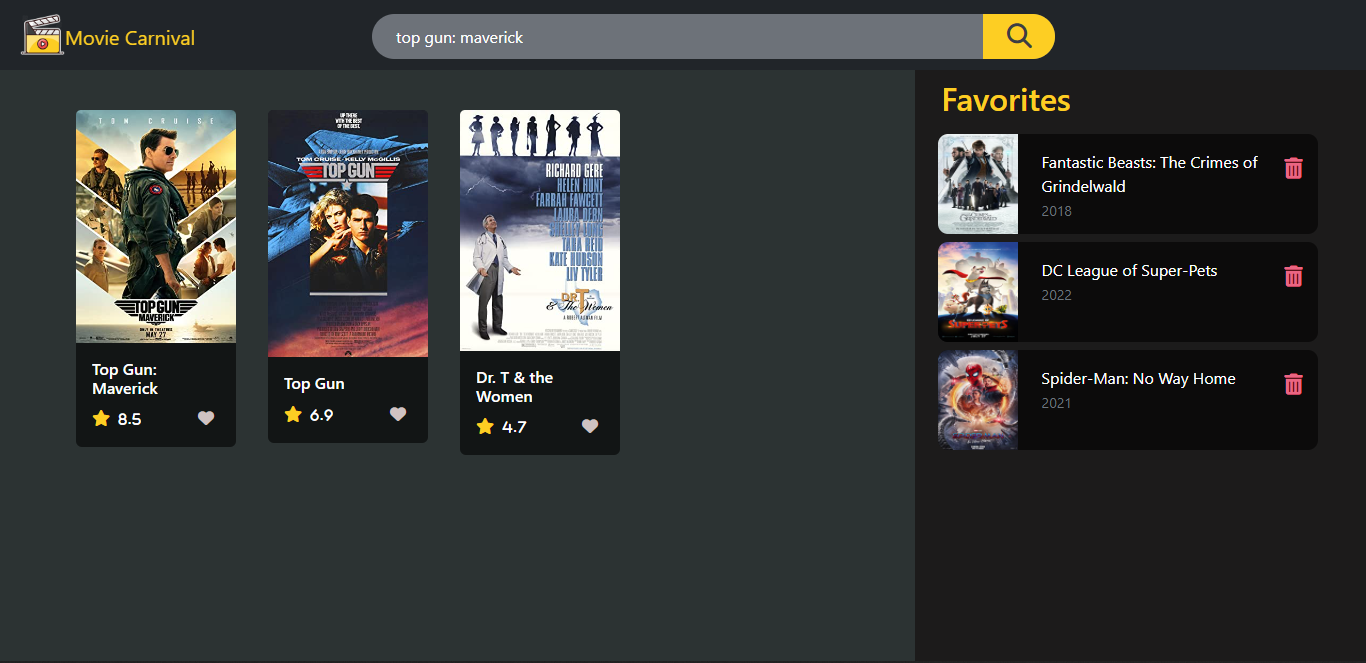 Movie Carnival
top gun: maverick
Favorites
TOM CRUISE
TOP GUN
MAVERICK
MAY 27
Top Gun:
Maverick
8.5
UP THERE
WITH THE BEST
OF THE BEST.
TOM CRUISE · KELLY McGILLIS
TOP GUN
Top Gun
6.9
RICHARD GERE
HELEN HUNT
FARRAH FAWCETT
LAURA DERN
SHELLEY LONG
TARA REID
KATE HUDSON
LIV TYLER
DR. T
& The Women
A ROBERT ALTMAN FILM
Dr. T & the
Women
4.7
Fantastic Beasts: The Crimes of
Grindelwald
2018
DC League of Super-Pets
2022
Spider-Man: No Way Home
2021